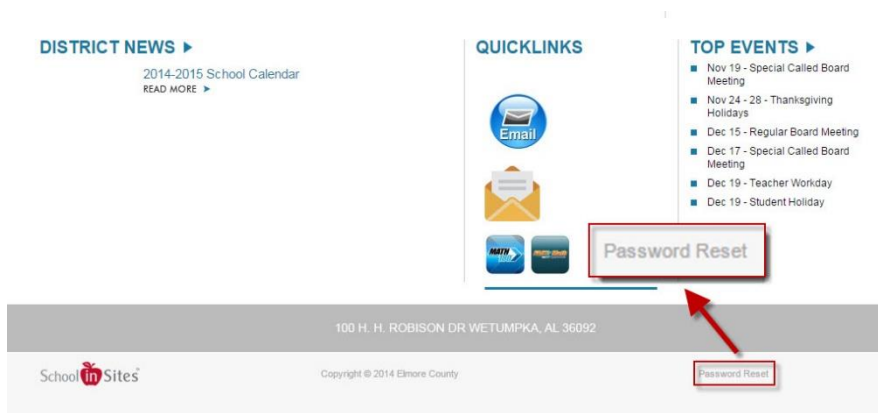 DISTRICT NEWS
2014-2015 School Calendar
READ MORE
QUICKLINKS
Email
MATH
TOP EVENTS
Nov 19 - Special Called Board
Meeting
Nov 24 - 28 - Thanksgiving
Holidays
Dec 15 - Regular Board Meeting
Dec 17 - Special Called Board
Meeting
Dec 19 - Teacher Workday
Dec 19 - Student Holiday
Password Reset
100 H. H. ROBISON DR WETUMPKA, AL 36092
School in Sites
Copyright © 2014 Elmore County
Password Reset